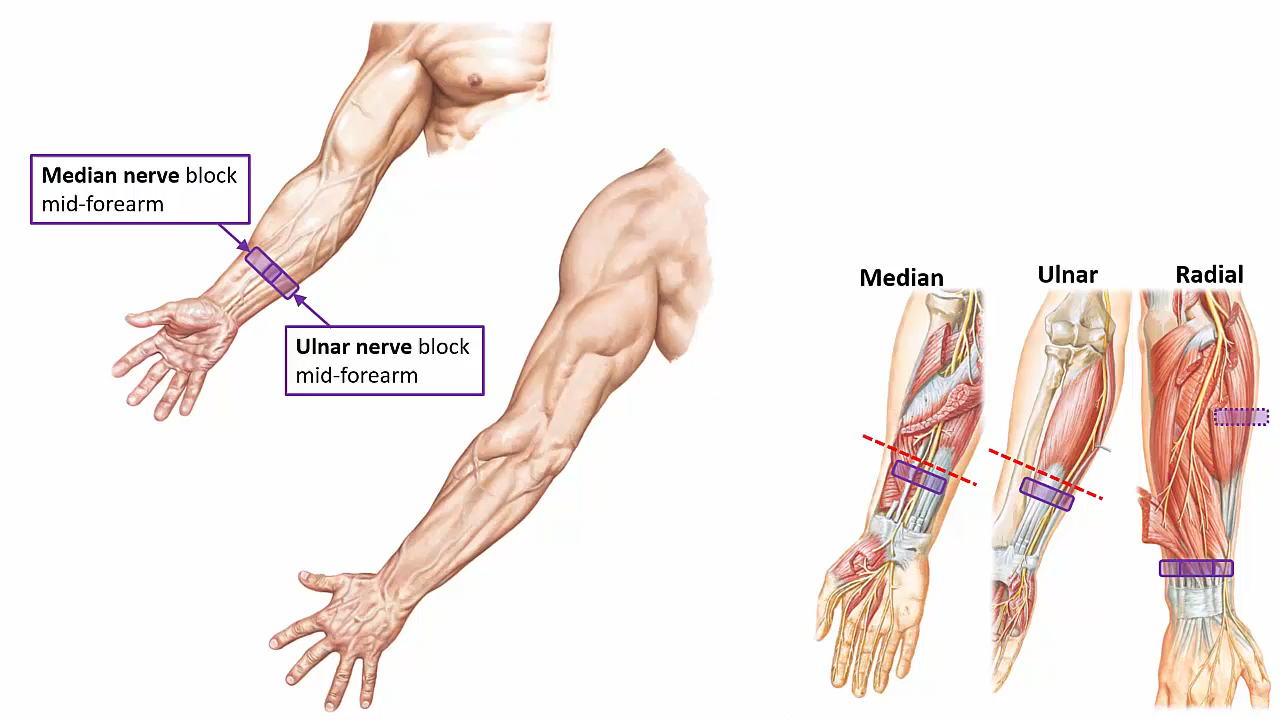 Median nerve block
mid-forearm
Ulnar nerve block
mid-forearm
Median
Ulnar
Radial